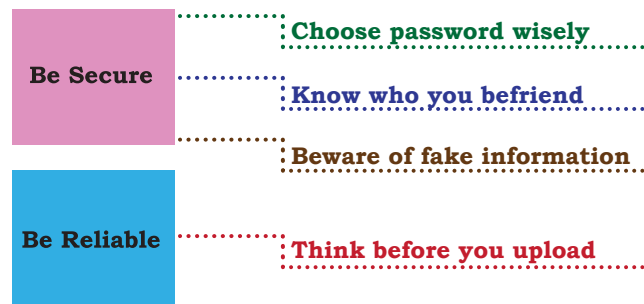 Be Secure
Choose password wisely
Know who you befriend
Beware of fake information
Be Reliable
Think before you upload